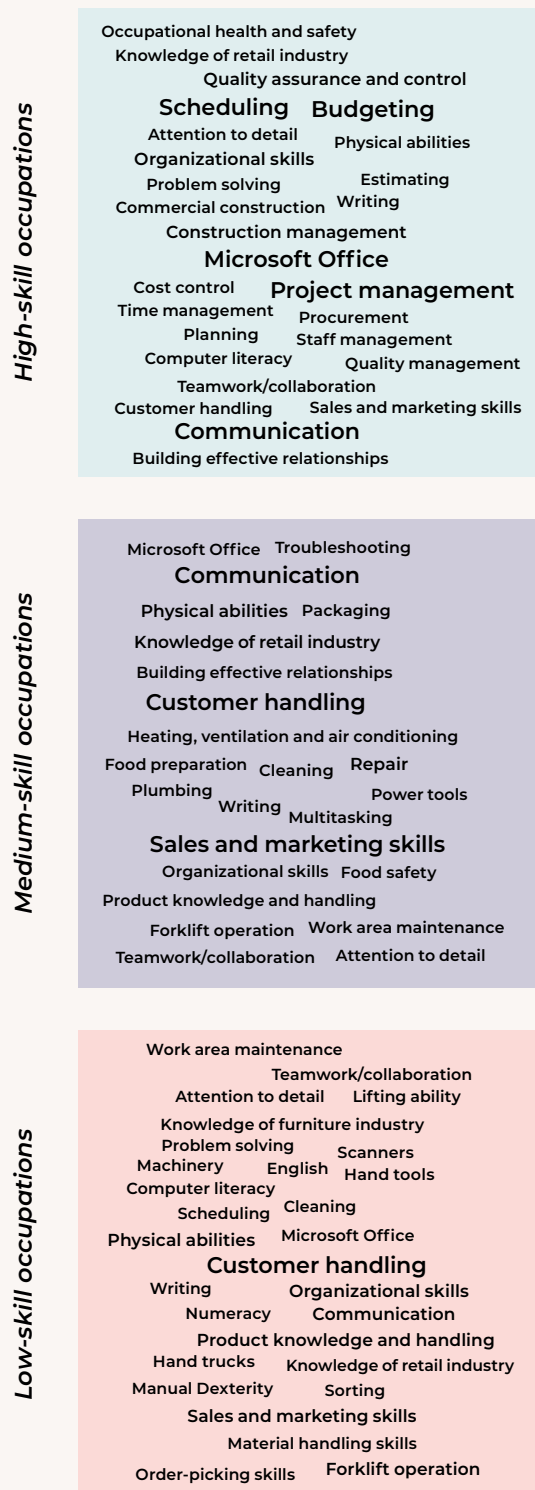 High-skill occupations
Occupational health and safety
Knowledge of retail industry
Quality assurance and control
Scheduling Budgeting
Attention to detail
Physical abilities
Organizational skills
Problem solving
Estimating
Commercial construction
Writing
Construction management
Microsoft Office
Cost control
Project management
Time management
Procurement
Planning
Staff management
Computer literacy
Quality management
Teamwork/collaboration
Customer handling
Sales and marketing skills
Communication
Building effective relationships
Medium-skill occupations
Microsoft Office
Troubleshooting
Communication
Physical abilities
Packaging
Knowledge of retail industry
Building effective relationships
Customer handling
Heating, ventilation and air conditioning
Food preparation
Cleaning
Repair
Plumbing
Power tools
Writing
Multitasking
Sales and marketing skills
Organizational skills
Food safety
Product knowledge and handling
Forklift operation
Work area maintenance
Teamwork/collaboration
Attention to detail
Low-skill occupations
Work area maintenance
Teamwork/collaboration
Attention to detail
Lifting ability
Knowledge of furniture industry
Problem solving
Scanners
Machinery
English
Hand tools
Computer literacy
Scheduling
Cleaning
Physical abilities
Microsoft Office
Customer handling
Writing
Organizational skills
Numeracy
Communication
Product knowledge and handling
Hand trucks
Knowledge of retail industry
Manual Dexterity
Sorting
Sales and marketing skills
Material handling skills
Order-picking skills
Forklift operation